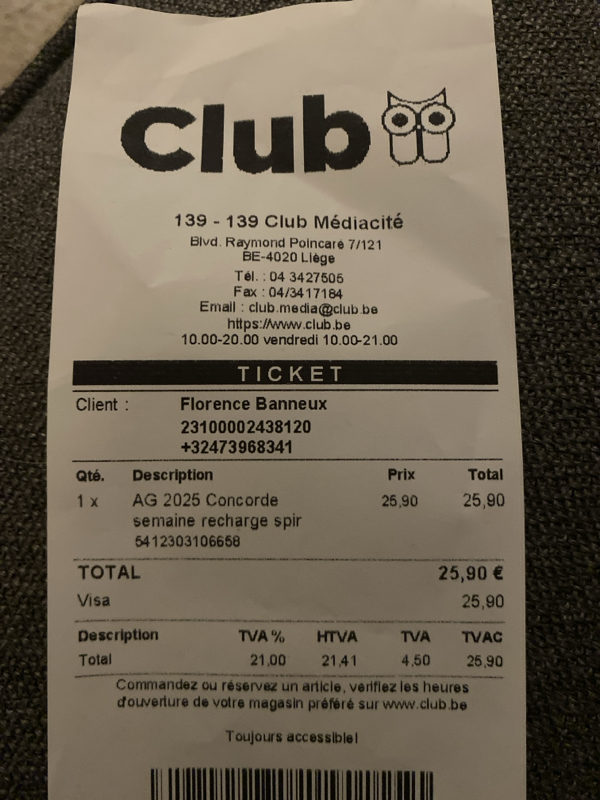 Club
139 - 139 Club Médiacité
Blvd. Raymond Poincaré 7/121
BE-4020 Liège
Tél. : 04 3427505
Fax : 04/3417184
Email : club.media@club.be
https://www.club.be
10.00-20.00 vendredi 10.00-21.00
TICKET
Client : Florence Banneux
23100002438120
+32473968341
Qté. Description Prix Total
1 x AG 2025 Concorde 25,90 25,90
semaine recharge spir
5412303106658
TOTAL 25,90 €
Visa 25,90
Description TVA % HTVA TVA TVAC
Total 21,00 21,41 4,50 25,90
Commandez ou réservez un article, verifiez les heures
d'ouverture de votre magasin préféré sur www.club.be
Toujours accessible!